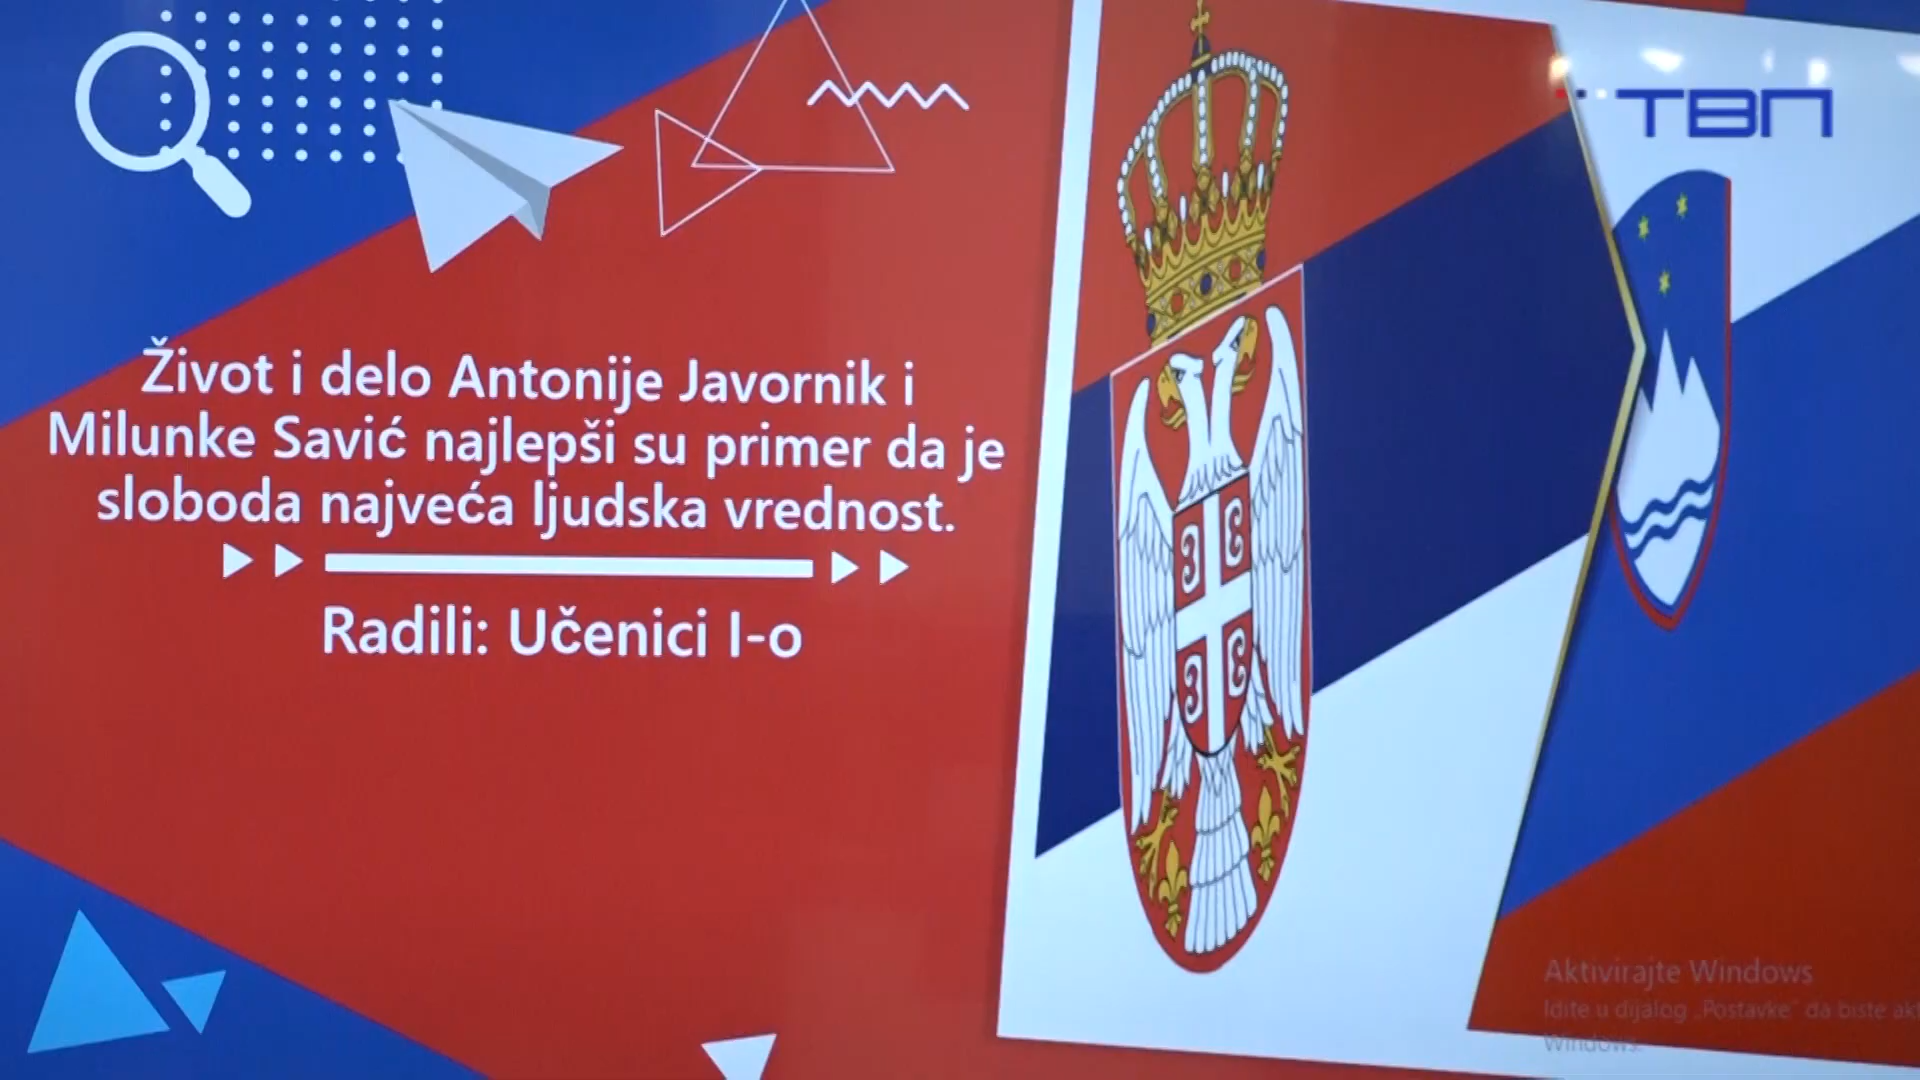 ТВП
Život i delo Antonije Javornik i
Milunke Savić najlepši su primer da je
sloboda najveća ljudska vrednost.
Radili: Učenici I-o
Aktivirajte Windows
Idite u dijalog „Postavke“ da biste akt
Windows.